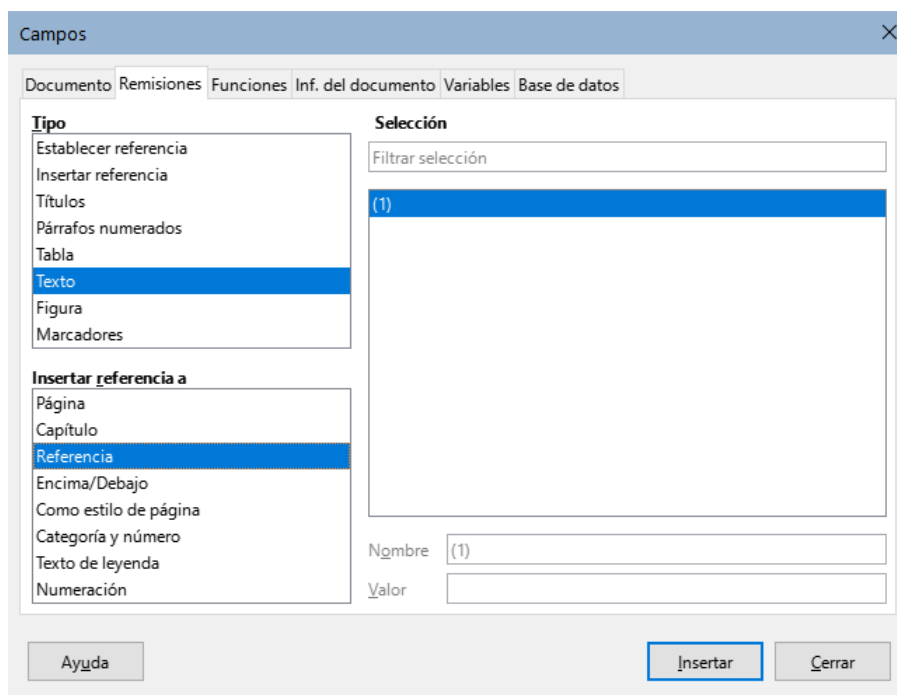 Campos
Documento Remisiones Funciones Inf. del documento Variables Base de datos
Tipo
Establecer referencia
Insertar referencia
Títulos
Párrafos numerados
Tabla
Texto
Figura
Marcadores
Insertar referencia a
Página
Capítulo
Referencia
Encima/Debajo
Como estilo de página
Categoría y número
Texto de leyenda
Numeración
Selección
Filtrar selección
(1)
Nombre (1)
Valor
Ayuda Insertar Cerrar